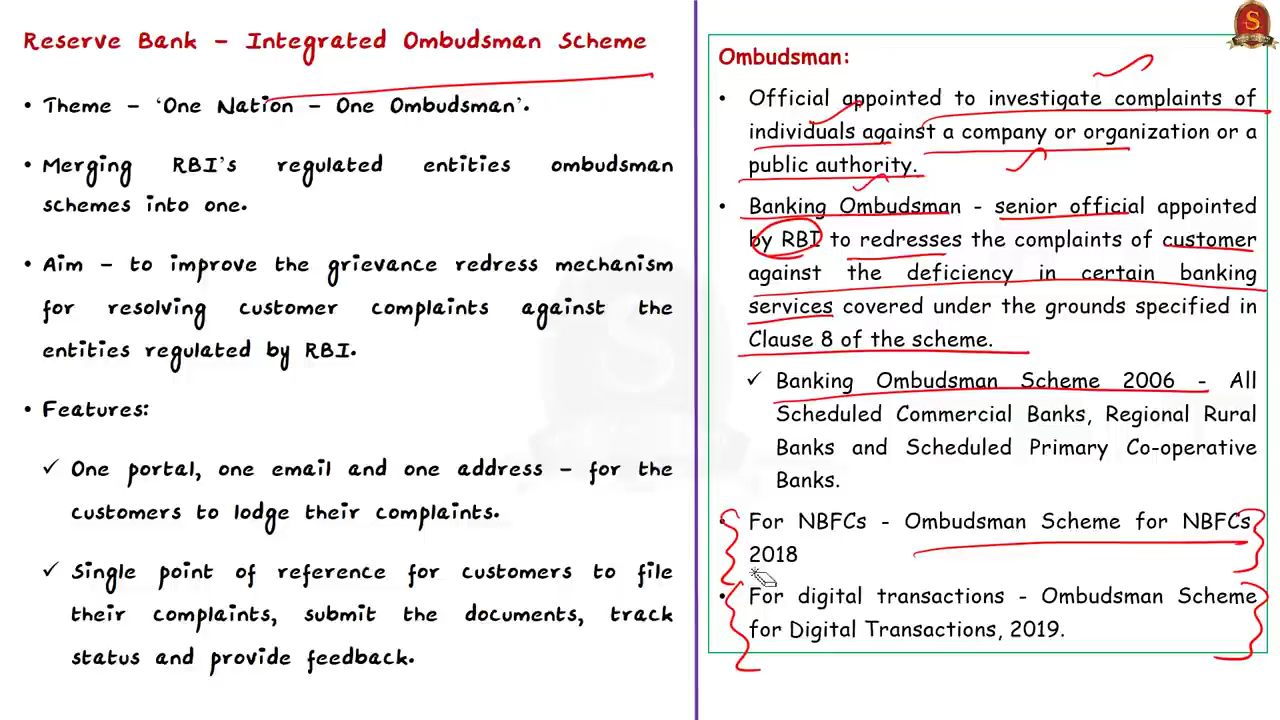 Reserve Bank – Integrated Ombudsman Scheme
• Theme – ‘One Nation – One Ombudsman’.
• Merging RBI’s regulated entities ombudsman
schemes into one.
• Aim – to improve the grievance redress mechanism
for resolving customer complaints against the
entities regulated by RBI.
• Features:
✓ One portal, one email and one address – for the
customers to lodge their complaints.
✓ Single point of reference for customers to file
their complaints, submit the documents, track
status and provide feedback.
Ombudsman:
• Official appointed to investigate complaints of
individuals against a company or organization or a
public authority.
• Banking Ombudsman - senior official appointed
by RBI to redresses the complaints of customer
against the deficiency in certain banking
services covered under the grounds specified in
Clause 8 of the scheme.
✓ Banking Ombudsman Scheme 2006 - All
Scheduled Commercial Banks, Regional Rural
Banks and Scheduled Primary Co-operative
Banks.
• For NBFCs - Ombudsman Scheme for NBFCs
2018
• For digital transactions - Ombudsman Scheme
for Digital Transactions, 2019.
S